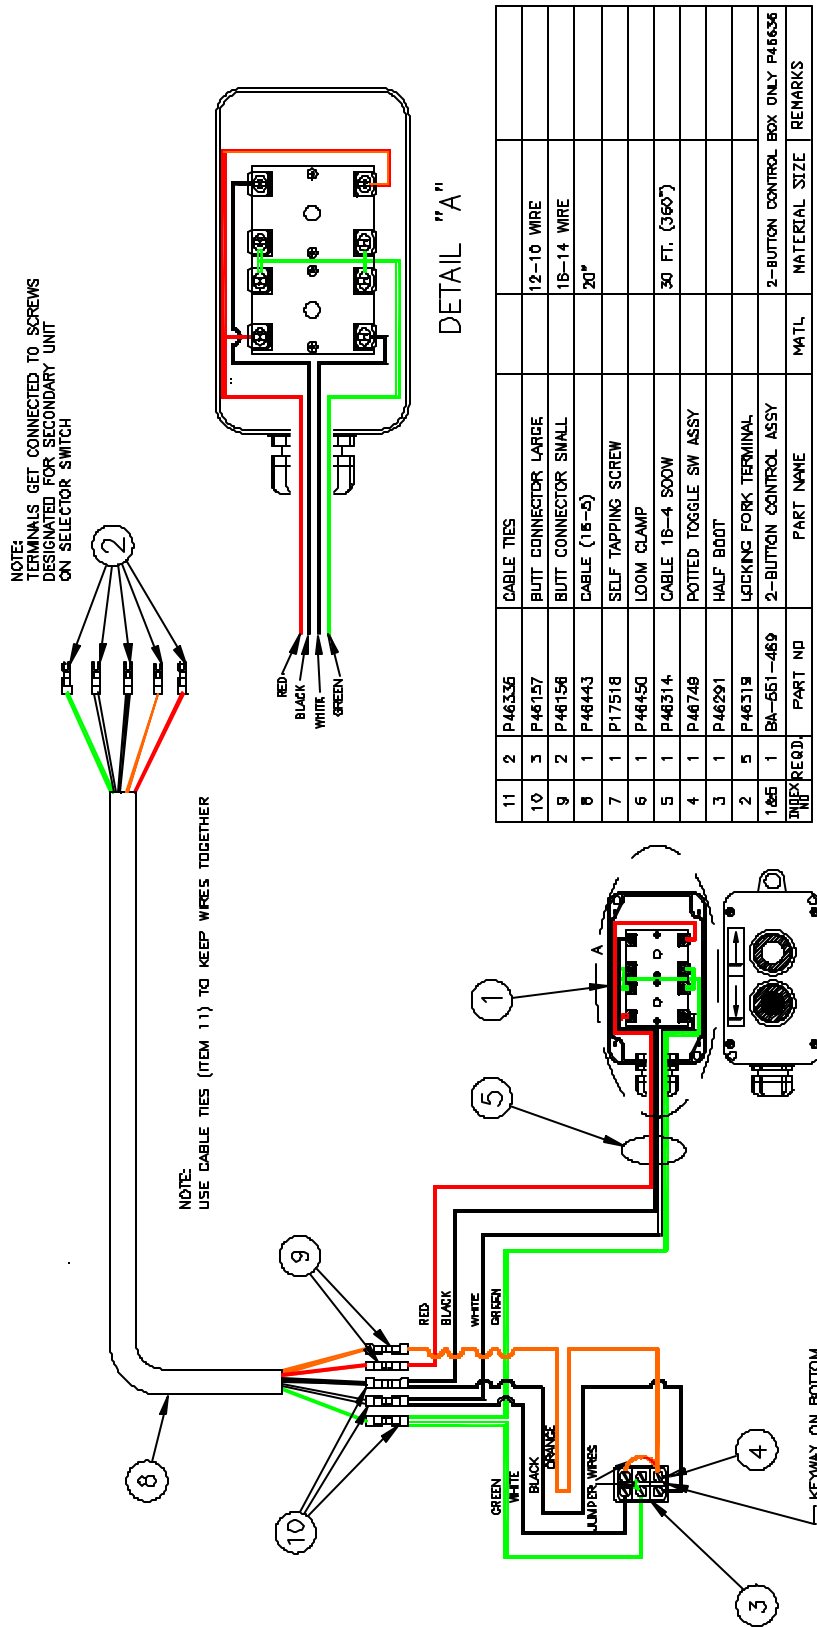 NOTE:
TERMINALS GET CONNECTED TO SCREWS
DESIGNATED FOR SECONDARY UNIT
ON SELECTOR SWITCH
2
RED
BLACK
WHITE
GREEN
DETAIL "A"
NOTE:
USE CABLE TIES (ITEM 11) TO KEEP WIRES TOGETHER
8
9
10
RED
BLACK
WHITE
GREEN
GREEN
WHITE
BLACK
ORANGE
JUMPER WIRES
5
1
A
3
4
KEYWAY ON BOTTOM
11 2 P46336 CABLE TIES
10 3 P46157 BUTT CONNECTOR LARGE 12-10 WIRE
9 2 P46156 BUTT CONNECTOR SMALL 16-14 WIRE
8 1 P46443 CABLE (16-5) 20"
7 1 P17518 SELF TAPPING SCREW
6 1 P46450 LOOM CLAMP
5 1 P46314 CABLE 16-4 SOOW 30 FT. (360")
4 1 P46749 POTTED TOGGLE SW ASSY
3 1 P46291 HALF BOOT
2 5 P46319 LOCKING FORK TERMINAL
1&5 1 BA-551-469 2-BUTTON CONTROL ASSY 2-BUTTON CONTROL BOX ONLY P46636
INDEX NO REQD. PART NO PART NAME MATL MATERIAL SIZE REMARKS